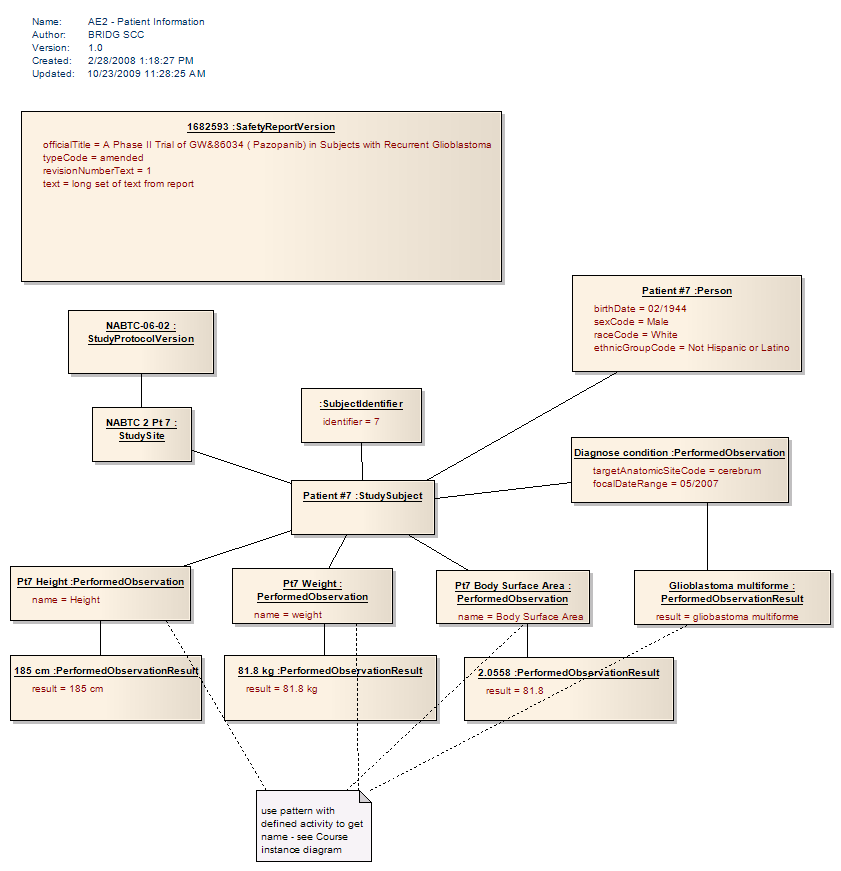 Name: AE2 - Patient Information
Author: BRIDG SCC
Version: 1.0
Created: 2/28/2008 1:18:27 PM
Updated: 10/23/2009 11:28:25 AM
1682593 :SafetyReportVersion
officialTitle = A Phase II Trial of GW&86034 ( Pazopanib) in Subjects with Recurrent Glioblastoma
typeCode = amended
revisionNumberText = 1
text = long set of text from report
Patient #7 :Person
birthDate = 02/1944
sexCode = Male
raceCode = White
ethnicGroupCode = Not Hispanic or Latino
NABTC-06-02 :
StudyProtocolVersion
:SubjectIdentifier
identifier = 7
NABTC 2 Pt 7 :
StudySite
Diagnose condition :PerformedObservation
targetAnatomicSiteCode = cerebrum
focalDateRange = 05/2007
Patient #7 :StudySubject
Pt7 Height :PerformedObservation
name = Height
Pt7 Weight :
PerformedObservation
name = weight
Pt7 Body Surface Area :
PerformedObservation
name = Body Surface Area
Glioblastoma multiforme :
PerformedObservationResult
result = gliobastoma multiforme
185 cm :PerformedObservationResult
result = 185 cm
81.8 kg :PerformedObservationResult
result = 81.8 kg
2.0558 :PerformedObservationResult
result = 81.8
use pattern with
defined activity to get
name - see Course
instance diagram